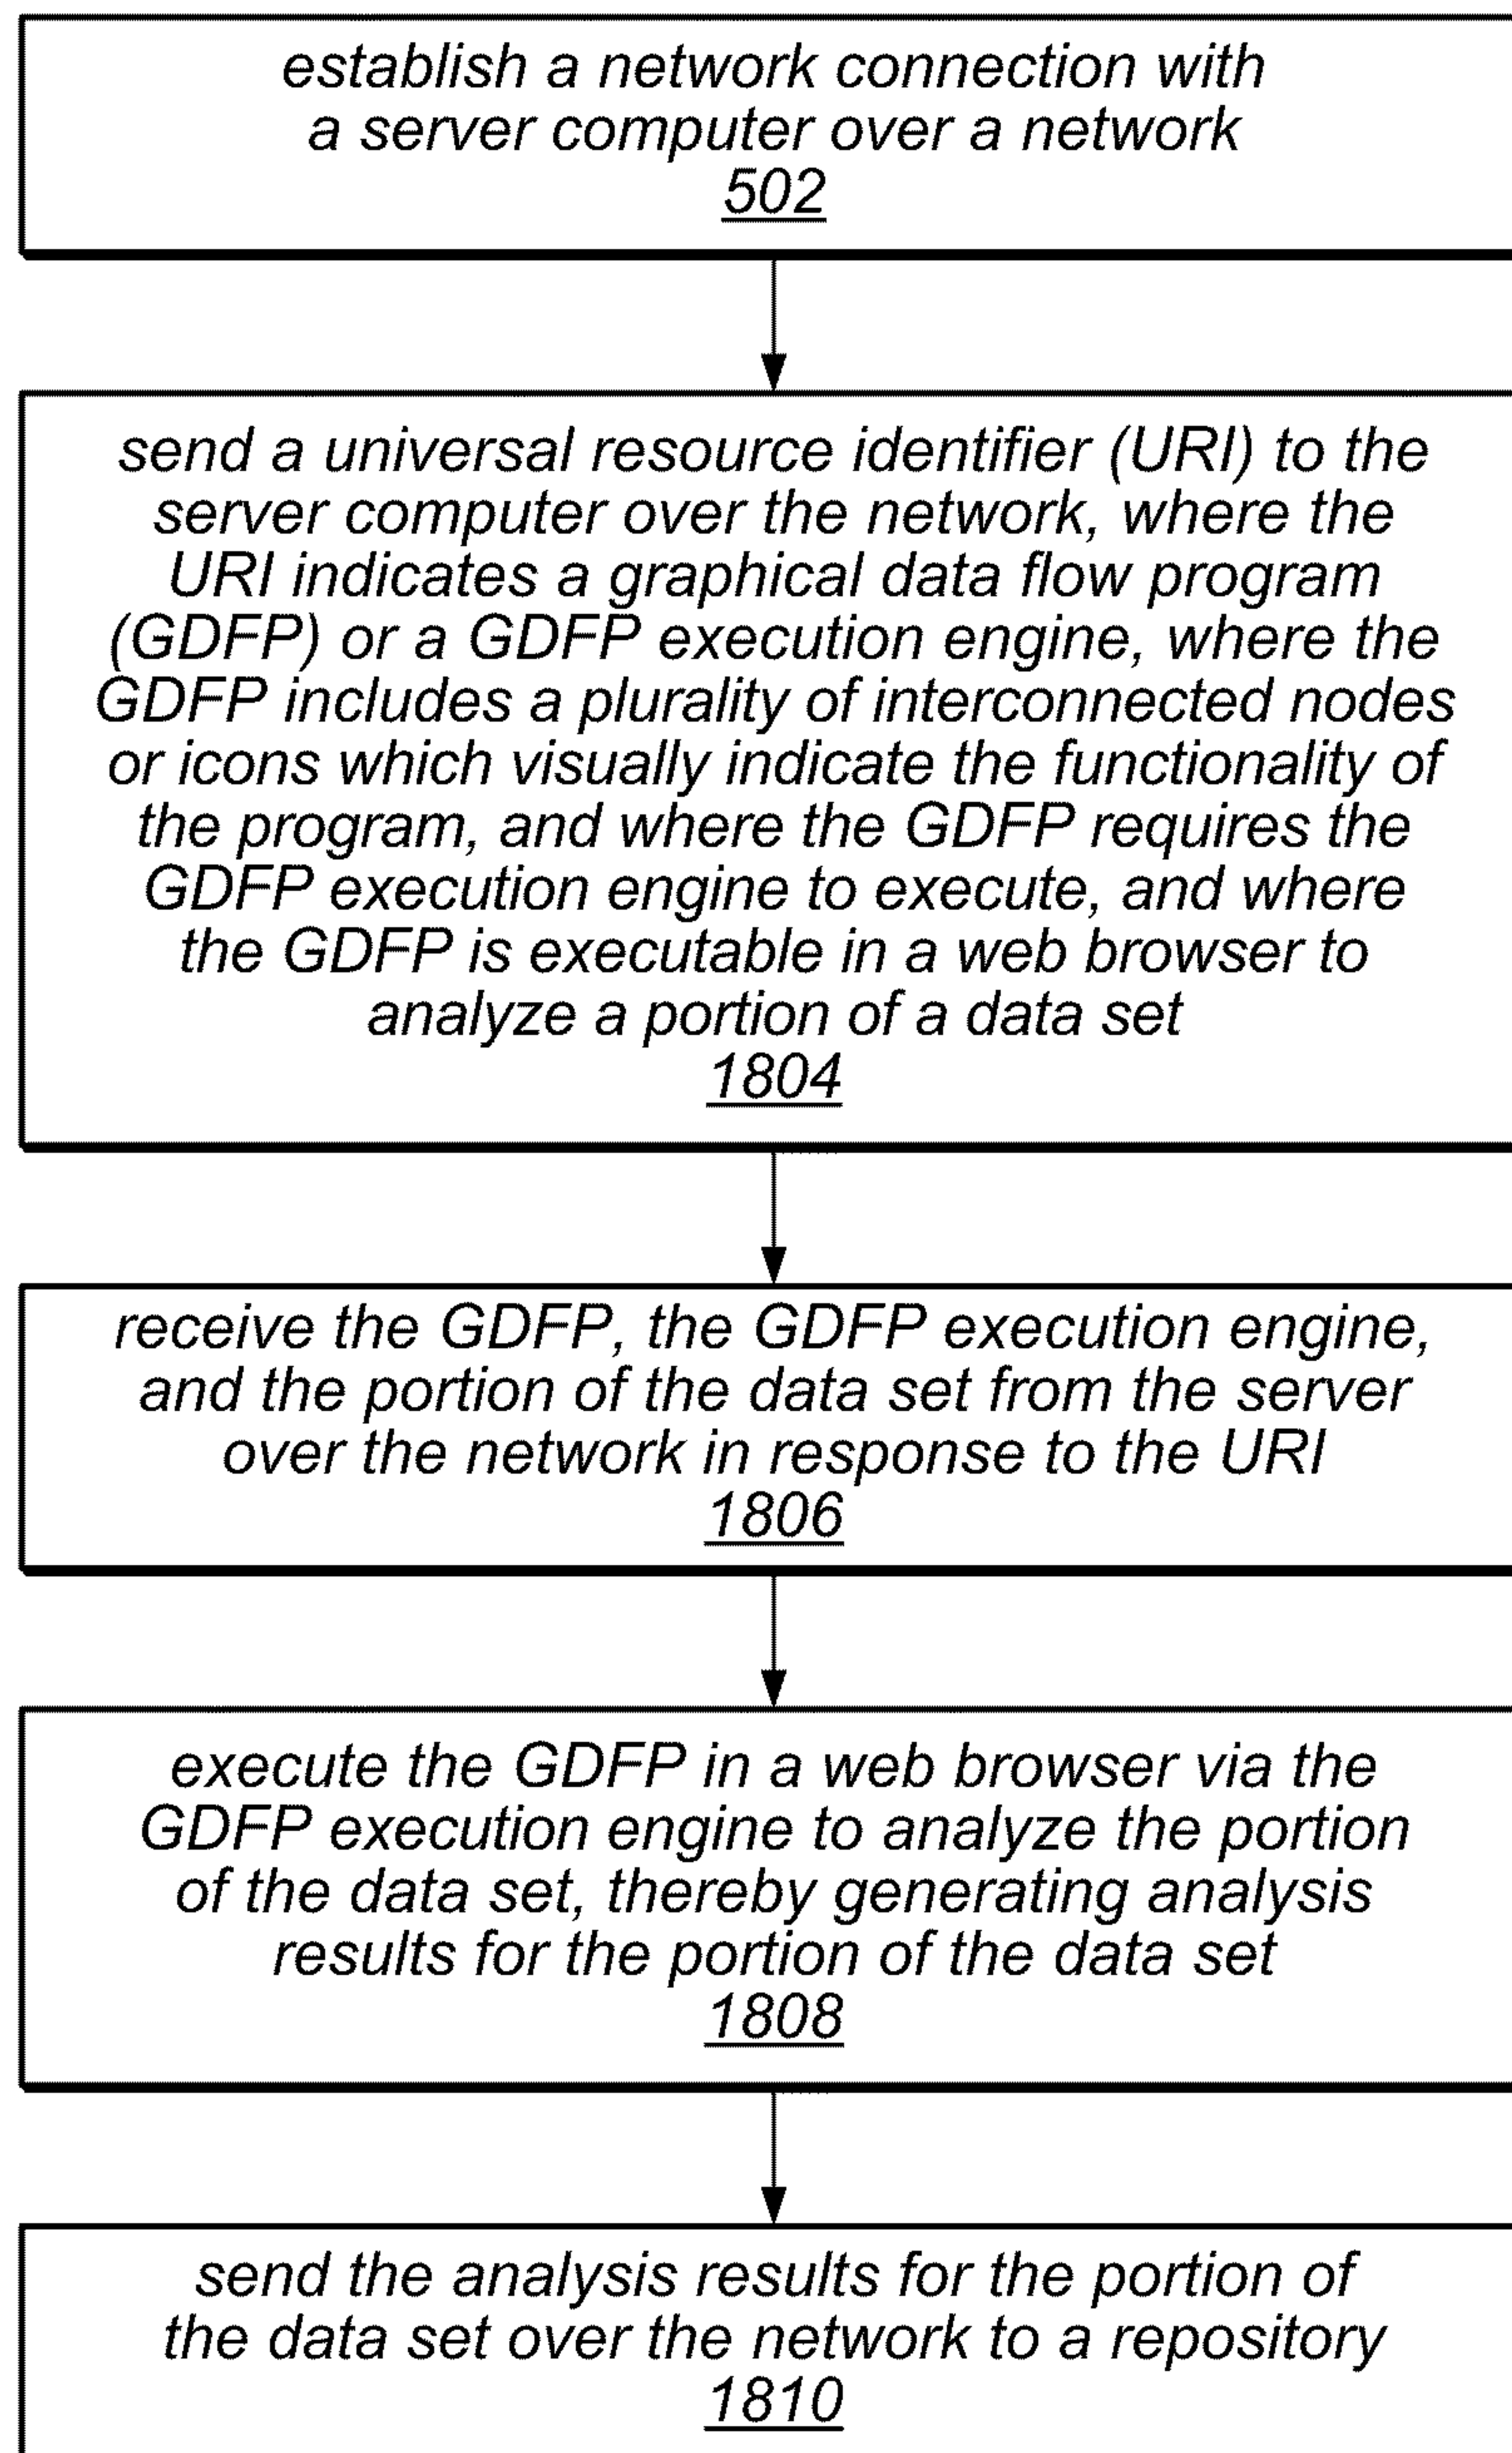 establish a network connection with
a server computer over a network
502
send a universal resource identifier (URI) to the
server computer over the network, where the
URI indicates a graphical data flow program
(GDFP) or a GDFP execution engine, where the
GDFP includes a plurality of interconnected nodes
or icons which visually indicate the functionality of
the program, and where the GDFP requires the
GDFP execution engine to execute, and where
the GDFP is executable in a web browser to
analyze a portion of a data set
1804
receive the GDFP, the GDFP execution engine,
and the portion of the data set from the server
over the network in response to the URI
1806
execute the GDFP in a web browser via the
GDFP execution engine to analyze the portion
of the data set, thereby generating analysis
results for the portion of the data set
1808
send the analysis results for the portion of
the data set over the network to a repository
1810